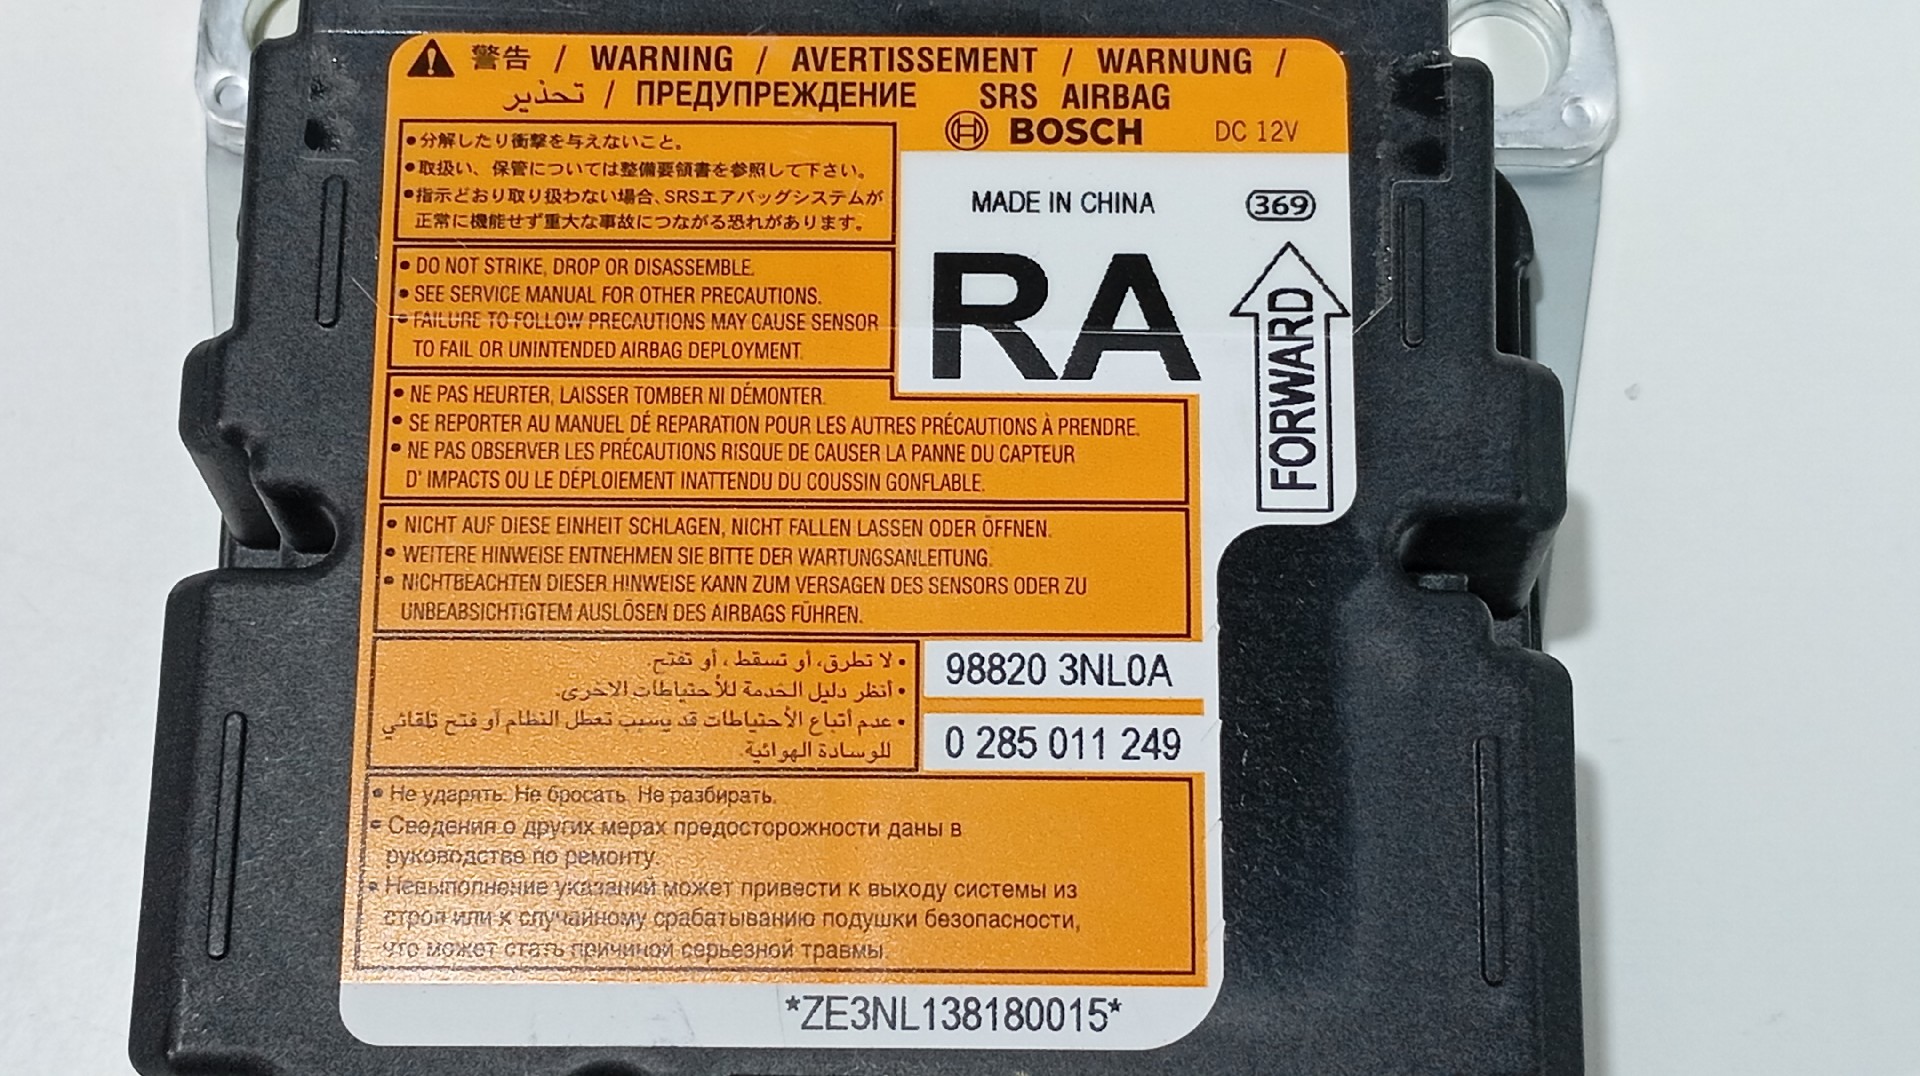 警告 / WARNING / AVERTISSEMENT / WARNUNG /
تحذير / ПРЕДУПРЕЖДЕНИЕ SRS AIRBAG
BOSCH DC 12V
•分解したり衝撃を与えないこと。
•取扱い、保管については整備要領書を参照して下さい。
•指示どおり取り扱わない場合、SRSエアバッグシステムが
正常に機能せず重大な事故につながる恐れがあります。
MADE IN CHINA 369
RA
FORWARD
• DO NOT STRIKE, DROP OR DISASSEMBLE.
• SEE SERVICE MANUAL FOR OTHER PRECAUTIONS.
• FAILURE TO FOLLOW PRECAUTIONS MAY CAUSE SENSOR
TO FAIL OR UNINTENDED AIRBAG DEPLOYMENT.
• NE PAS HEURTER, LAISSER TOMBER NI DÉMONTER.
• SE REPORTER AU MANUEL DÉ REPARATION POUR LES AUTRES PRÉCAUTIONS À PRENDRE.
• NE PAS OBSERVER LES PRÉCAUTIONS RISQUE DE CAUSER LA PANNE DU CAPTEUR
D' IMPACTS OU LE DÉPLOIEMENT INATTENDU DU COUSSIN GONFLABLE.
• NICHT AUF DIESE EINHEIT SCHLAGEN, NICHT FALLEN LASSEN ODER ÖFFNEN.
• WEITERE HINWEISE ENTNEHMEN SIE BITTE DER WARTUNGSANLEITUNG.
• NICHTBEACHTEN DIESER HINWEISE KANN ZUM VERSAGEN DES SENSORS ODER ZU
UNBEABSICHTIGTEM AUSLÖSEN DES AIRBAGS FÜHREN.
• لا تطرق، أو تسقط ، أو تفتح.
• أنظر دليل الخدمة للأحتياطات الاخرى.
• عدم أتباع الأحتياطات قد يسبب تعطل النظام أو فتح تلقائي
للوسادة الهوائية.
98820 3NL0A
0 285 011 249
• Не ударять. Не бросать. Не разбирать.
• Сведения о других мерах предосторожности даны в
руководстве по ремонту.
• Невыполнение указаний может привести к выходу системы из
строй или к случайному срабатыванию подушки безопасности,
что может стать причиной серьезной травмы.
*ZE3NL138180015*